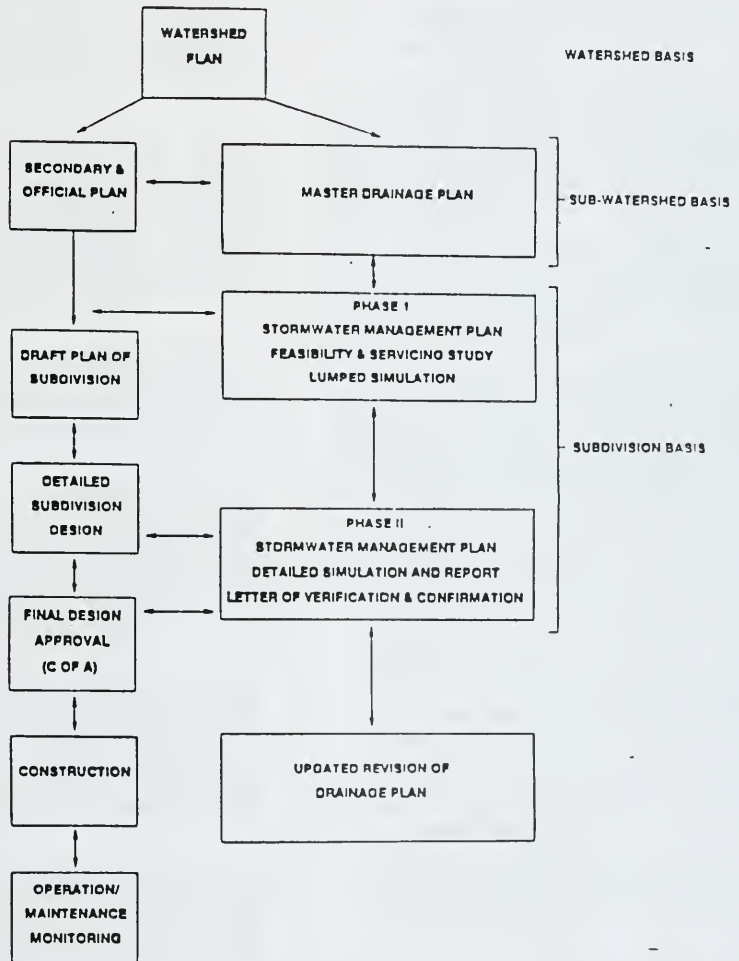 WATERSHED
PLAN
WATERSHED BASIS
SECONDARY &
OFFICIAL PLAN
MASTER DRAINAGE PLAN
SUB-WATERSHED BASIS
PHASE 1
STORMWATER MANAGEMENT PLAN
FEASIBILITY & SERVICING STUDY
LUMPED SIMULATION
DRAFT PLAN OF
SUBDIVISION
SUBDIVISION BASIS
DETAILED
SUBDIVISION
DESIGN
PHASE II
STORMWATER MANAGEMENT PLAN
DETAILED SIMULATION AND REPORT
LETTER OF VERIFICATION & CONFIRMATION
FINAL DESIGN
APPROVAL
(C OF A)
CONSTRUCTION
UPDATED REVISION OF
DRAINAGE PLAN
OPERATION/
MAINTENANCE
MONITORING